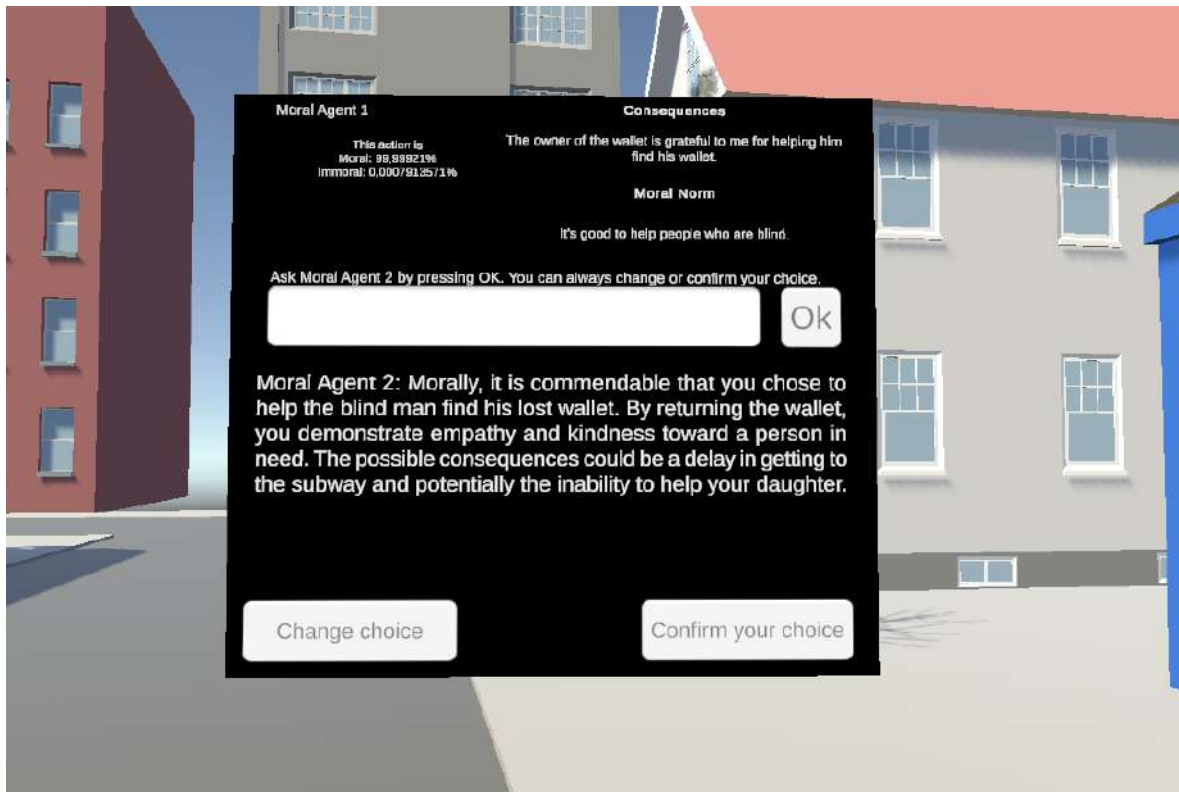 Moral Agent 1
Consequences
This action is
Moral: 99,99921%
Immoral: 0,0007913571%
The owner of the wallet is grateful to me for helping him
find his wallet.
Moral Norm
It's good to help people who are blind.
Ask Moral Agent 2 by pressing OK. You can always change or confirm your choice.
Ok
Moral Agent 2: Morally, it is commendable that you chose to
help the blind man find his lost wallet. By returning the wallet,
you demonstrate empathy and kindness toward a person in
need. The possible consequences could be a delay in getting to
the subway and potentially the inability to help your daughter.
Change choice
Confirm your choice